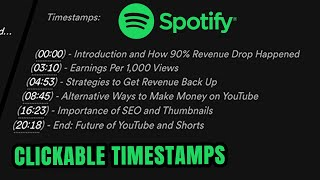 Timestamps:
Spotify
d...
(00:00) - Introduction and How 90% Revenue Drop Happened
(03:10) - Earnings Per 1,000 Views
(04:53) - Strategies to Get Revenue Back Up
(08:45) - Alternative Ways to Make Money on YouTube
(16:23) - Importance of SEO and Thumbnails
(20:18) - End: Future of YouTube and Shorts
CLICKABLE TIMESTAMPS